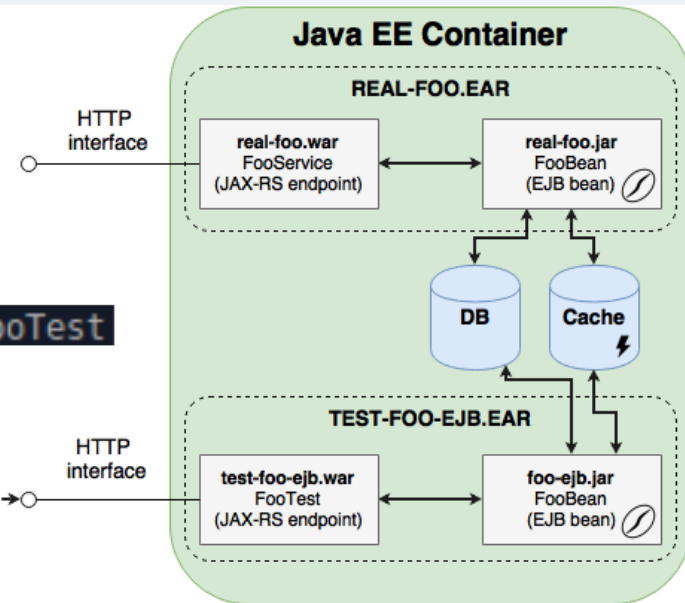 Java EE Container
REAL-FOO.EAR
HTTP
interface
real-foo.war
FooService
(JAX-RS endpoint)
real-foo.jar
FooBean
(EJB bean)
DB
Cache
ooTest
TEST-FOO-EJB.EAR
HTTP
interface
test-foo-ejb.war
FooTest
(JAX-RS endpoint)
foo-ejb.jar
FooBean
(EJB bean)